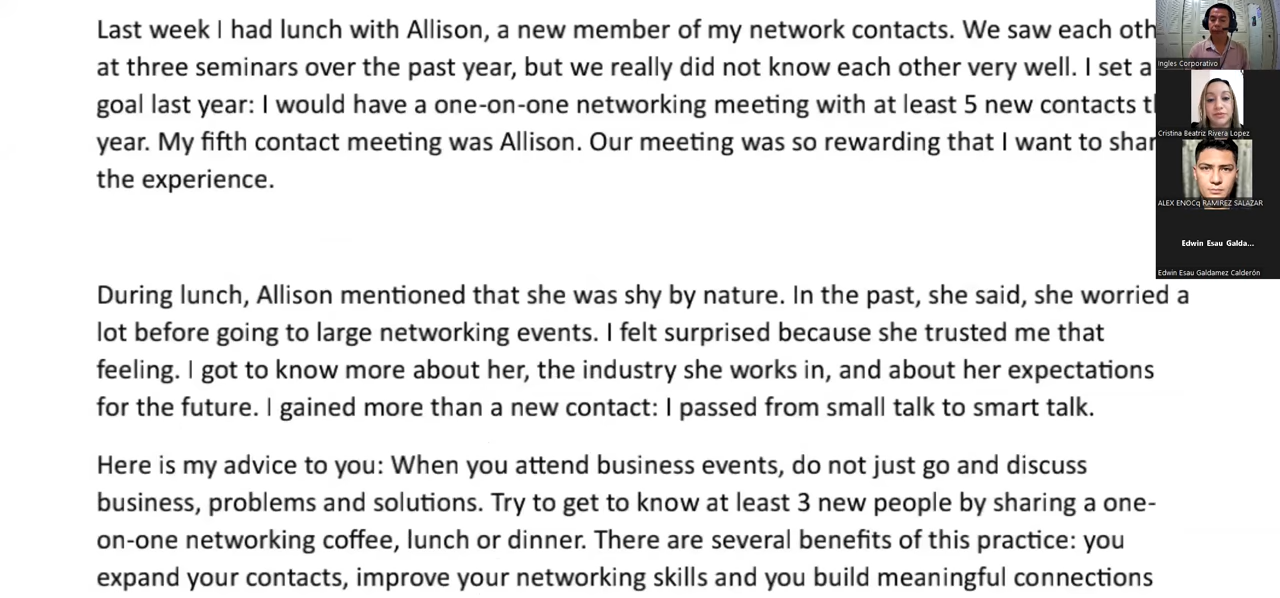 Last week I had lunch with Allison, a new member of my network contacts. We saw each oth
at three seminars over the past year, but we really did not know each other very well. I set a
goal last year: I would have a one-on-one networking meeting with at least 5 new contacts t
year. My fifth contact meeting was Allison. Our meeting was so rewarding that I want to shar
the experience.
During lunch, Allison mentioned that she was shy by nature. In the past, she said, she worried a
lot before going to large networking events. I felt surprised because she trusted me that
feeling. I got to know more about her, the industry she works in, and about her expectations
for the future. I gained more than a new contact: I passed from small talk to smart talk.
Here is my advice to you: When you attend business events, do not just go and discuss
business, problems and solutions. Try to get to know at least 3 new people by sharing a one-
on-one networking coffee, lunch or dinner. There are several benefits of this practice: you
expand your contacts, improve your networking skills and you build meaningful connections
Ingles Corporativo
Cristina Beatriz Rivera Lopez
ALEX ENOCq RAMIREZ SALAZAR
Edwin Esau Galda...
Edwin Esau Galdamez Calderón